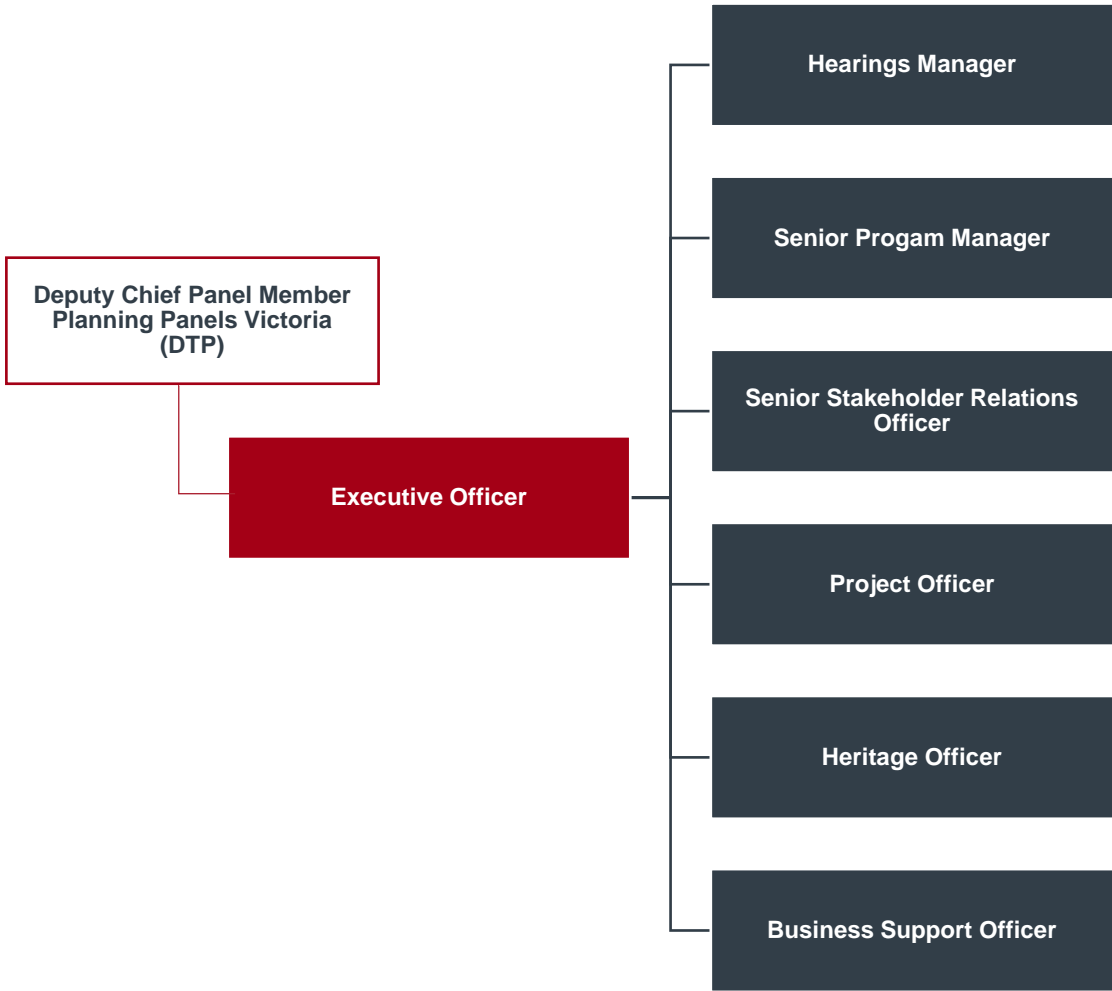 Hearings Manager
Senior Progam Manager
Deputy Chief Panel Member
Planning Panels Victoria
(DTP)
Senior Stakeholder Relations
Officer
Executive Officer
Project Officer
Heritage Officer
Business Support Officer